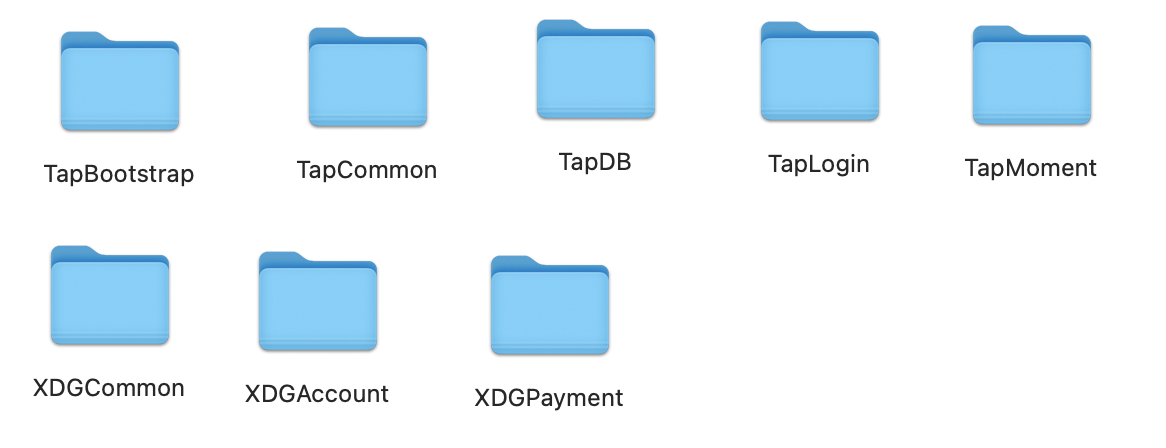 TapBootstrap
TapCommon
TapDB
TapLogin
TapMoment
XDGCommon
XDGAccount
XDGPayment